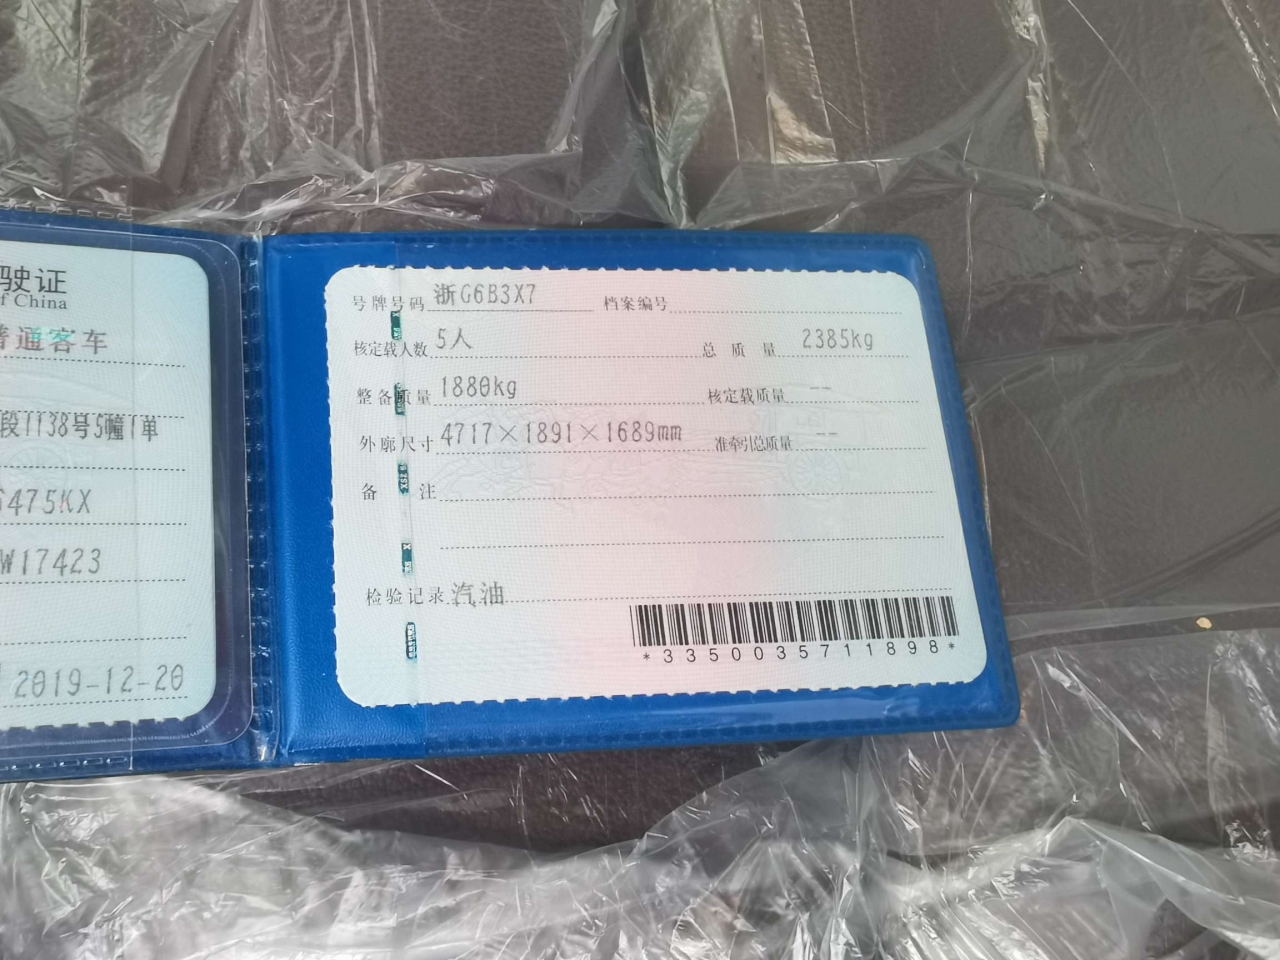 驶证
of China
普通客车
段1138号5幢1单
6475KX
W17423
2019-12-20
号牌号码 浙G6B3X7 档案编号
核定载人数 5人 总质量 2385kg
整备质量 1880kg 核定载质量 --
外廓尺寸 4717×1891×1689mm 准牵引总质量 --
备注
检验记录 汽油
*3350035711898*